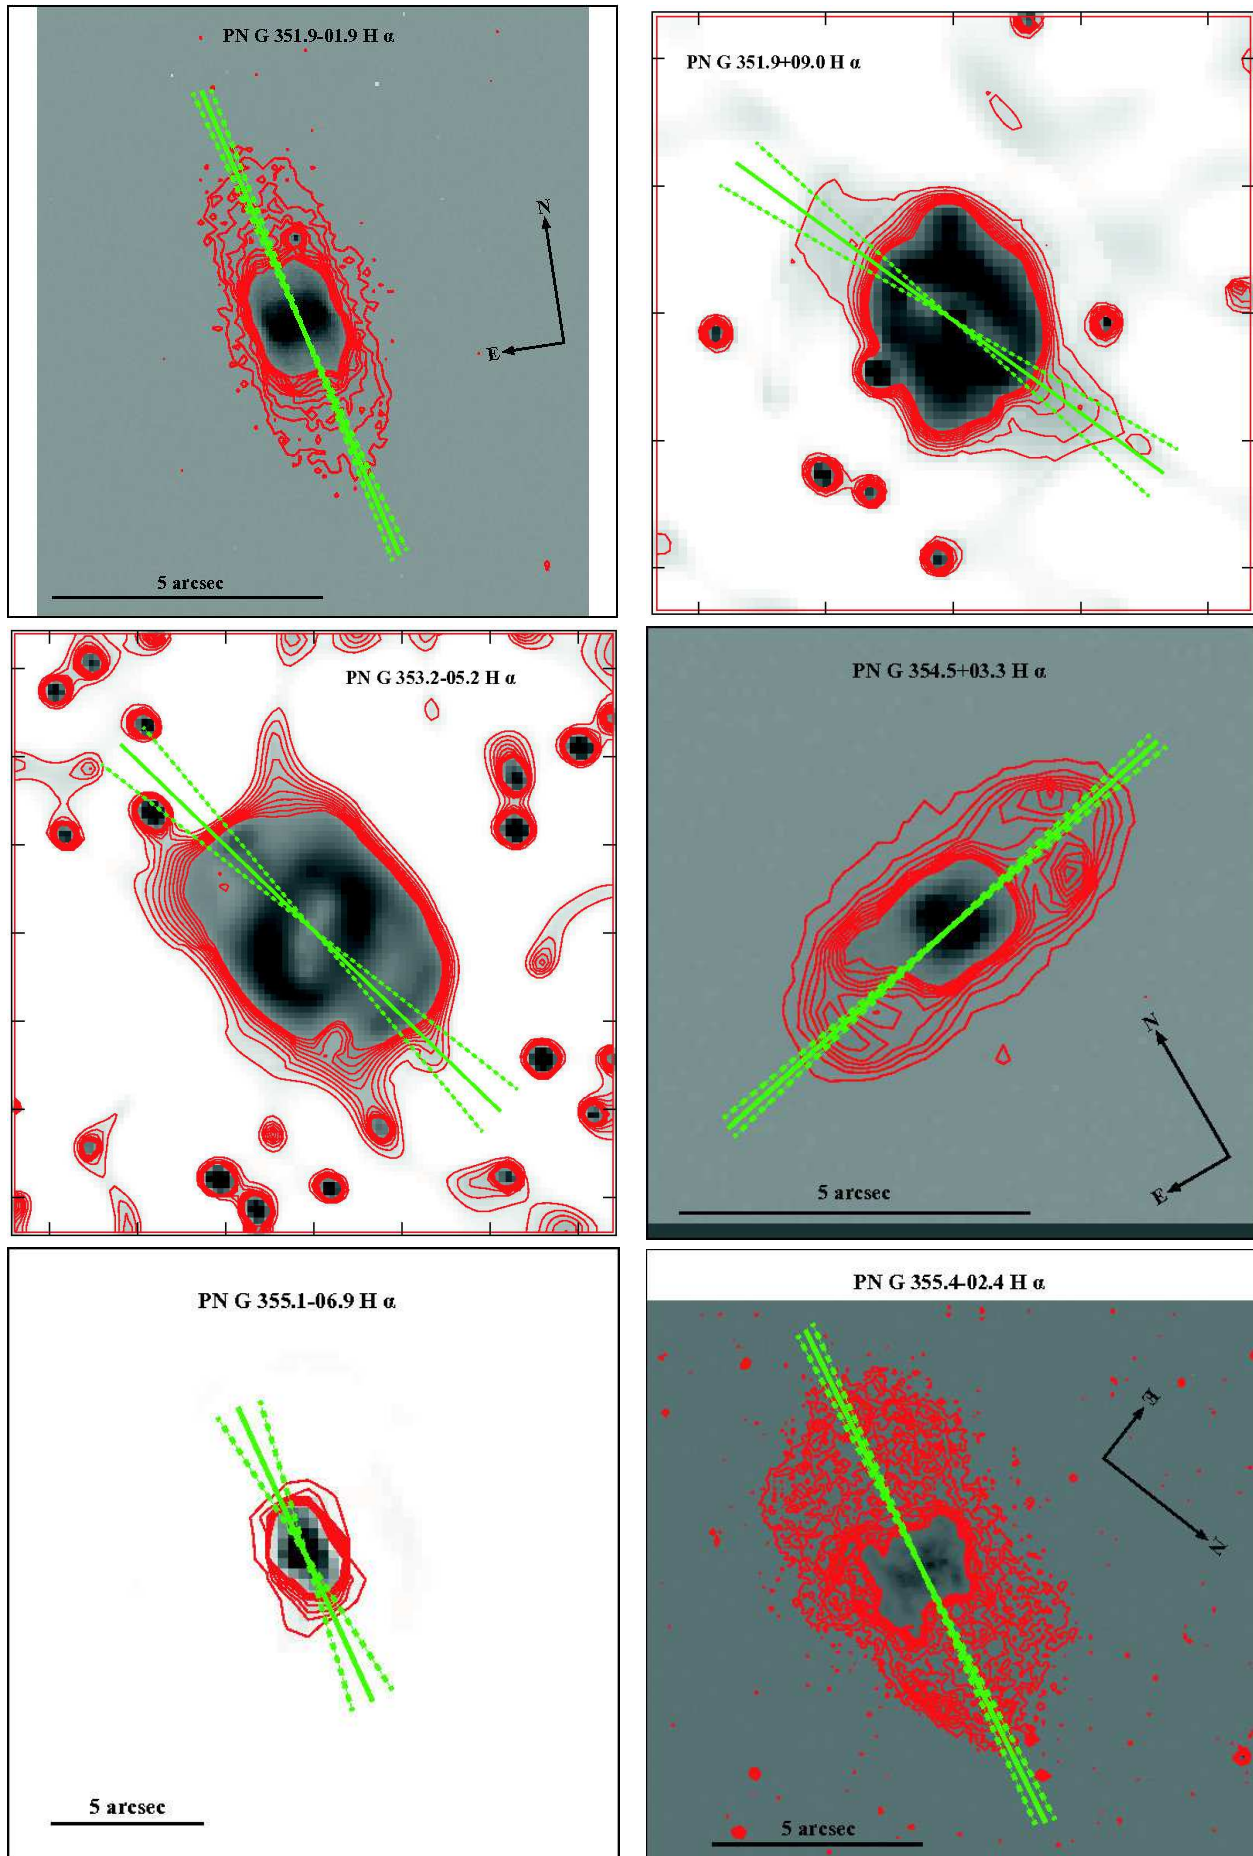 PN G 351.9-01.9 H α
N
E
5 arcsec
PN G 351.9+09.0 H α
PN G 353.2-05.2 H α
PN G 354.5+03.3 H α
N
E
5 arcsec
PN G 355.1-06.9 H α
5 arcsec
PN G 355.4-02.4 H α
E
N
5 arcsec